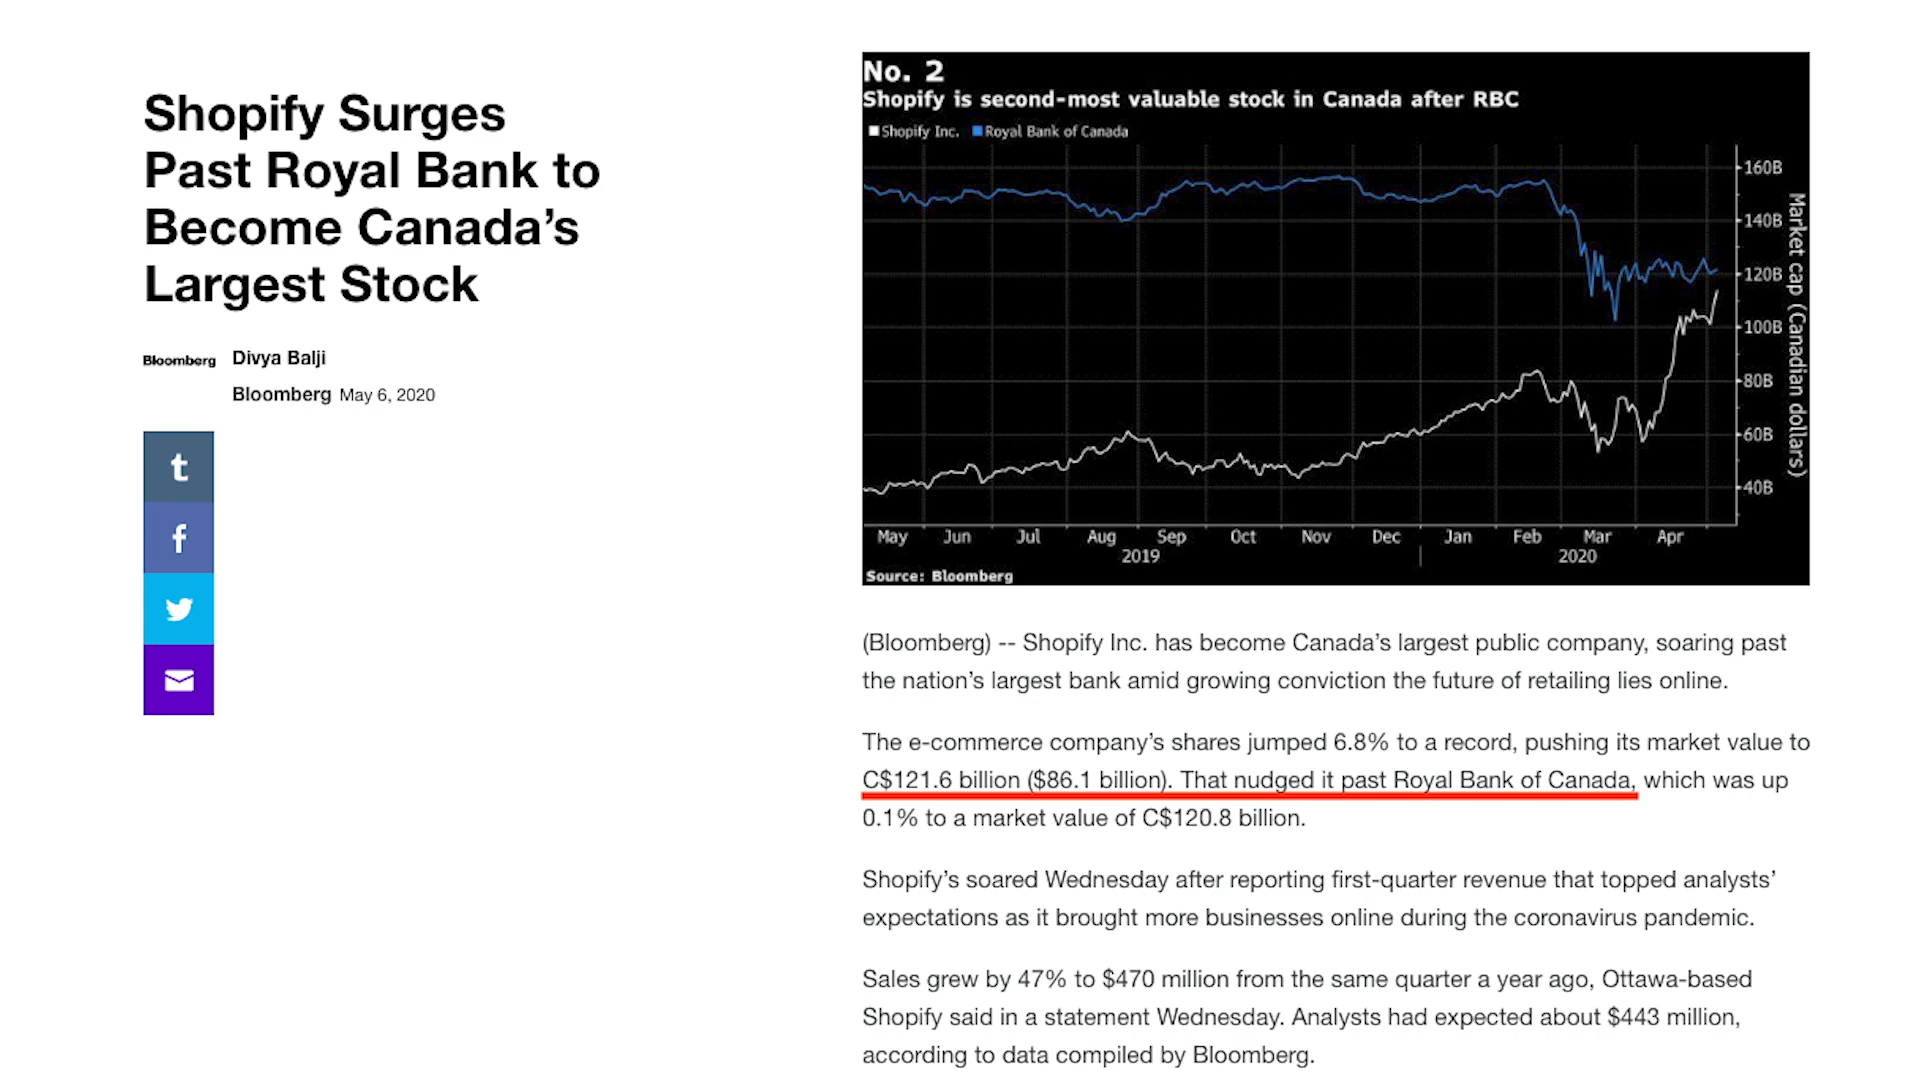 Shopify Surges
Past Royal Bank to
Become Canada’s
Largest Stock
Bloomberg Divya Balji
Bloomberg May 6, 2020
t
f
No. 2
Shopify is second-most valuable stock in Canada after RBC
Shopify Inc. Royal Bank of Canada
160B
140B
120B
100B
80B
60B
40B
Market cap (Canadian dollars)
May Jun Jul Aug Sep Oct Nov Dec Jan Feb Mar Apr
2019 2020
Source: Bloomberg
(Bloomberg) -- Shopify Inc. has become Canada’s largest public company, soaring past
the nation’s largest bank amid growing conviction the future of retailing lies online.
The e-commerce company’s shares jumped 6.8% to a record, pushing its market value to
C$121.6 billion ($86.1 billion). That nudged it past Royal Bank of Canada, which was up
0.1% to a market value of C$120.8 billion.
Shopify’s soared Wednesday after reporting first-quarter revenue that topped analysts’
expectations as it brought more businesses online during the coronavirus pandemic.
Sales grew by 47% to $470 million from the same quarter a year ago, Ottawa-based
Shopify said in a statement Wednesday. Analysts had expected about $443 million,
according to data compiled by Bloomberg.